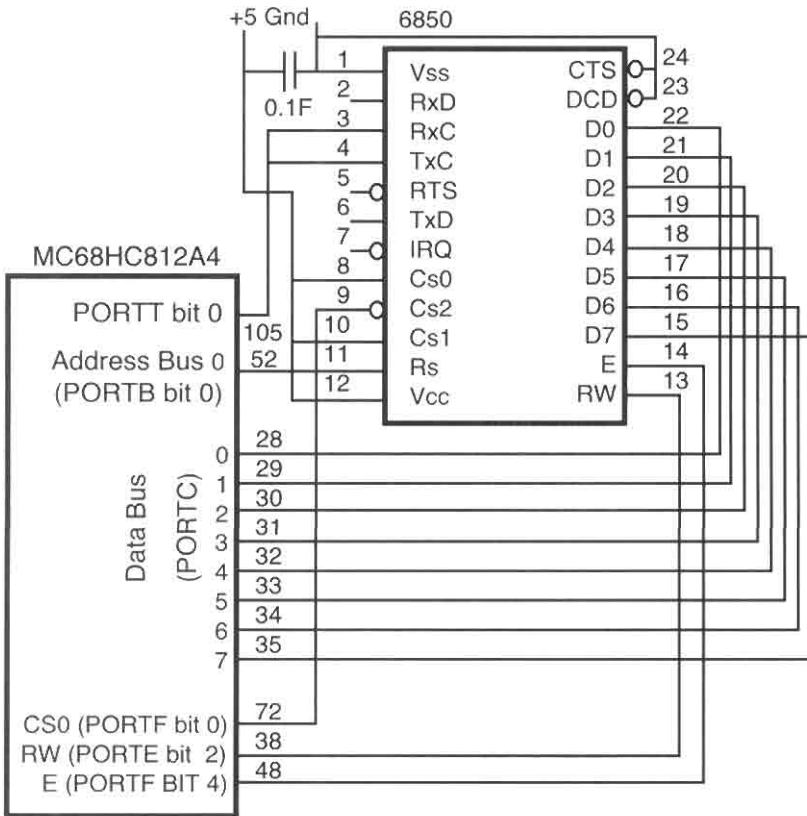 +5 Gnd
6850
0.1F
1
2
3
4
5
6
7
8
9
10
11
12
Vss
RxD
RxC
TxC
RTS
TxD
IRQ
Cs0
Cs2
Cs1
Rs
Vcc
CTS
DCD
D0
D1
D2
D3
D4
D5
D6
D7
E
RW
24
23
22
21
20
19
18
17
16
15
14
13
MC68HC812A4
PORTT bit 0
105
Address Bus 0
52
(PORTB bit 0)
Data Bus
(PORTC)
0
1
2
3
4
5
6
7
28
29
30
31
32
33
34
35
CS0 (PORTF bit 0)
72
RW (PORTE bit 2)
38
E (PORTF BIT 4)
48